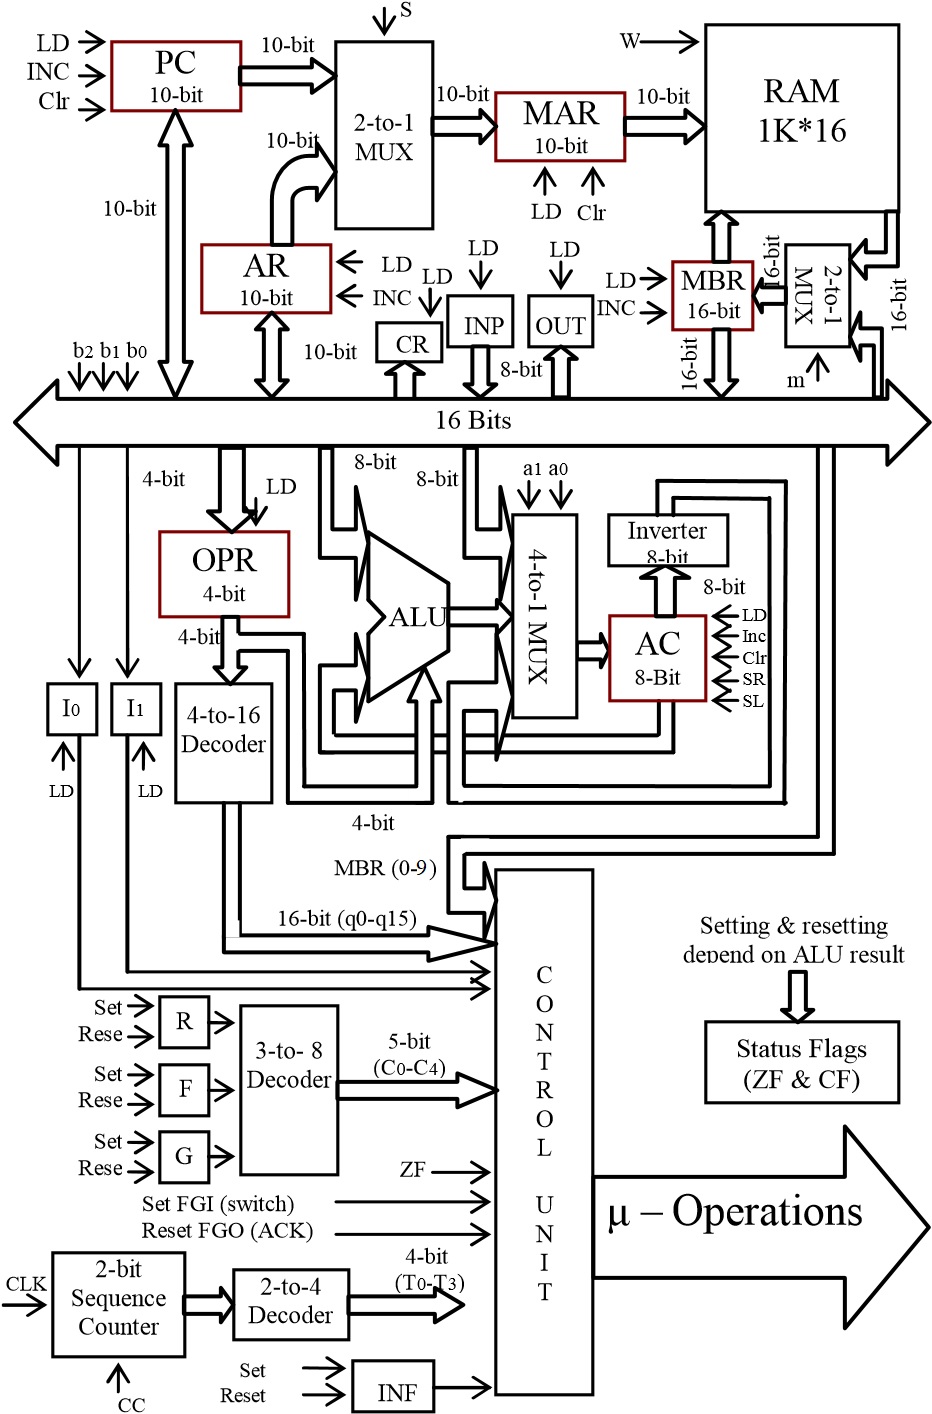 S
LD
INC
Clr
PC
10-bit
10-bit
2-to-1
MUX
10-bit
MAR
10-bit
LD
Clr
10-bit
W
RAM
1K*16
10-bit
10-bit
AR
10-bit
LD
INC
10-bit
LD
CR
LD
INP
8-bit
LD
OUT
LD
INC
MBR
16-bit
16-bit
16-bit
2-to-1
MUX
m
16-bit
b2 b1 b0
16 Bits
4-bit
LD
OPR
4-bit
4-bit
8-bit
8-bit
ALU
a1 a0
4-to-1 MUX
Inverter
8-bit
8-bit
AC
8-Bit
LD
Inc
Clr
SR
SL
I0
I1
LD
LD
4-to-16
Decoder
4-bit
MBR (0-9)
16-bit (q0-q15)
Setting & resetting
depend on ALU result
Status Flags
(ZF & CF)
Set
Rese
R
Set
Rese
F
Set
Rese
G
3-to- 8
Decoder
5-bit
(C0-C4)
CONTROL
UNIT
ZF
Set FGI (switch)
Reset FGO (ACK)
μ – Operations
CLK
2-bit
Sequence
Counter
CC
2-to-4
Decoder
4-bit
(T0-T3)
Set
Reset
INF